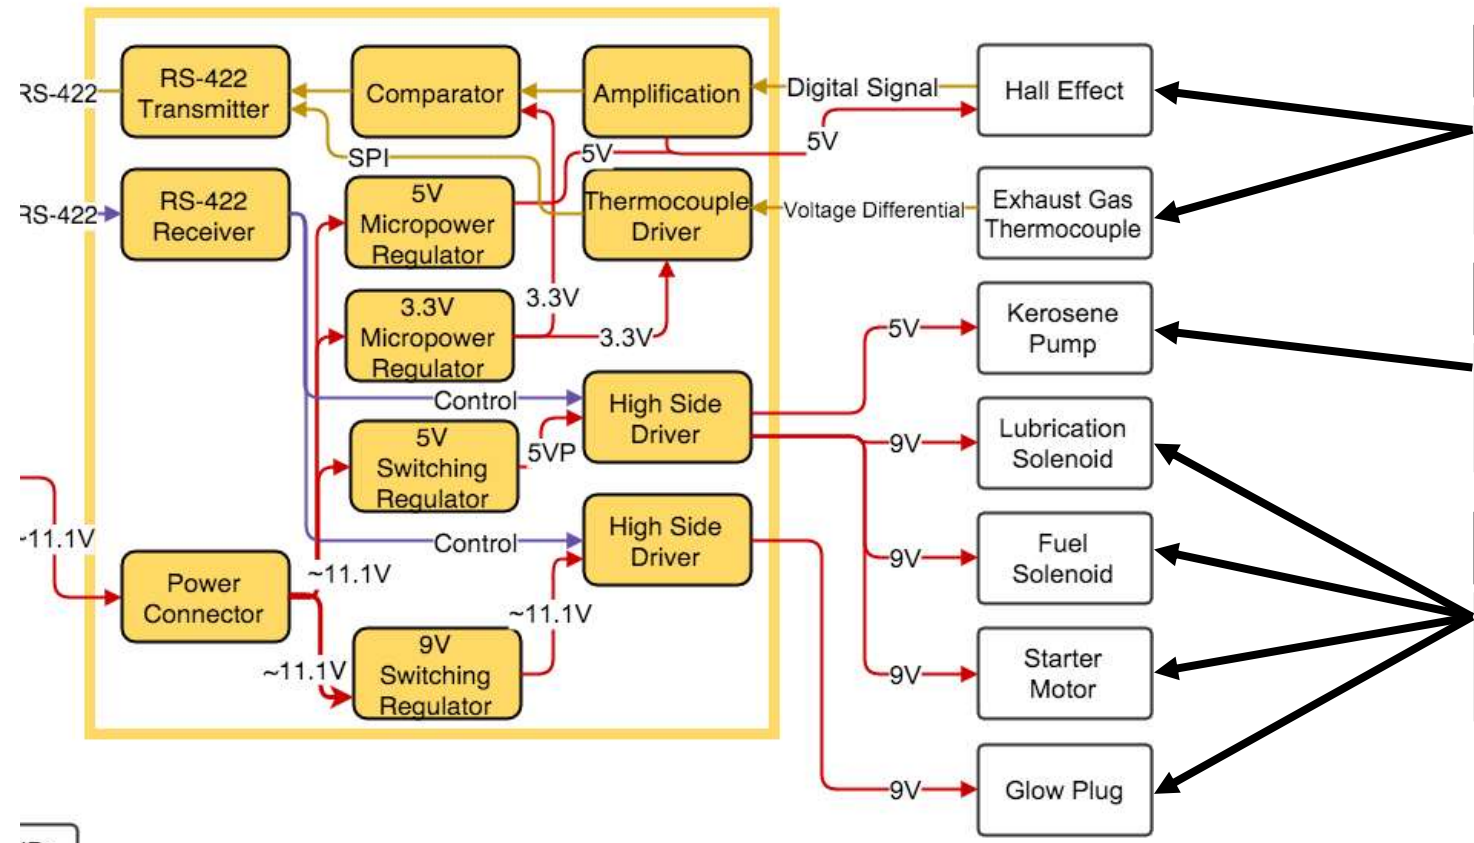 RS-422
RS-422
Transmitter
Comparator
Amplification
Digital Signal
Hall Effect
5V
5V
SPI
RS-422
RS-422
Receiver
5V
Micropower
Regulator
Thermocouple
Driver
Voltage Differential
Exhaust Gas
Thermocouple
3.3V
Micropower
Regulator
3.3V
3.3V
5V
Kerosene
Pump
Control
High Side
Driver
5V
Switching
Regulator
5VP
9V
Lubrication
Solenoid
~11.1V
Control
High Side
Driver
9V
Fuel
Solenoid
Power
Connector
~11.1V
~11.1V
~11.1V
9V
Switching
Regulator
9V
Starter
Motor
9V
Glow Plug